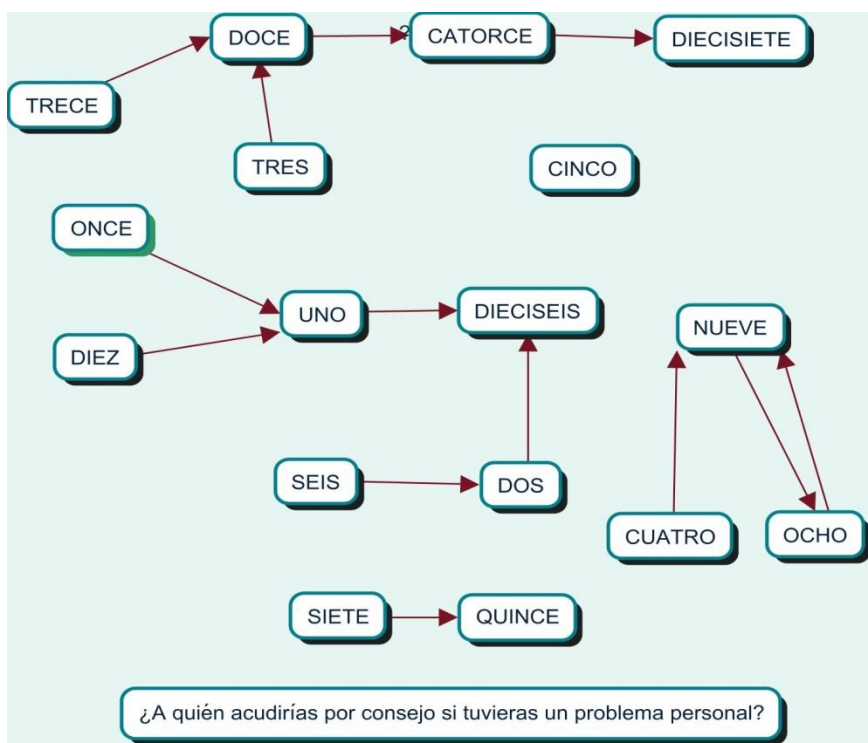 DOCE
?
CATORCE
DIECISIETE
TRECE
TRES
CINCO
ONCE
UNO
DIECISEIS
NUEVE
DIEZ
SEIS
DOS
CUATRO
OCHO
SIETE
QUINCE
¿A quién acudirías por consejo si tuvieras un problema personal?